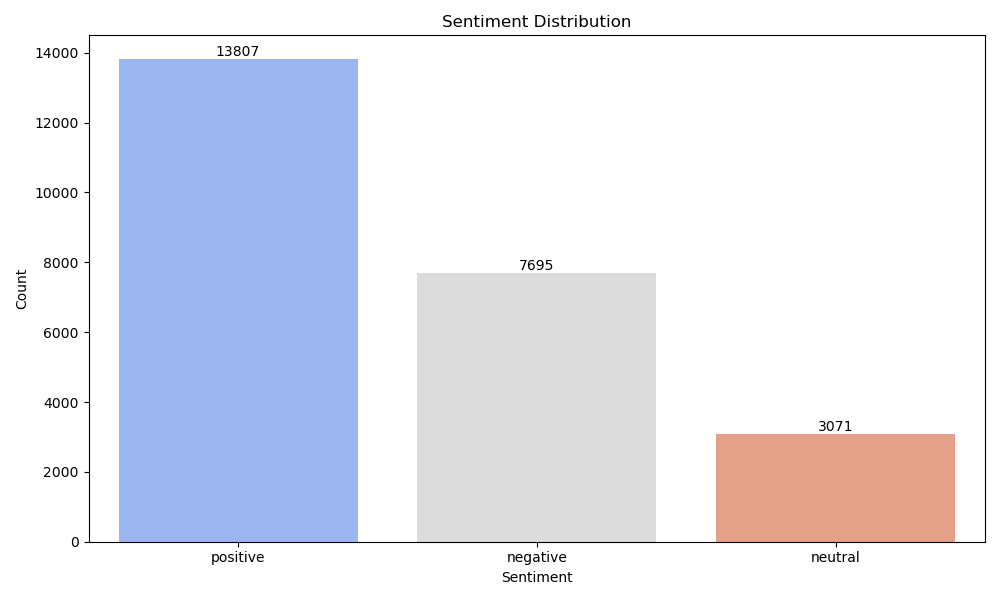 Sentiment Distribution
13807
7695
3071
14000
12000
10000
8000
6000
4000
2000
0
Count
positive
negative
neutral
Sentiment